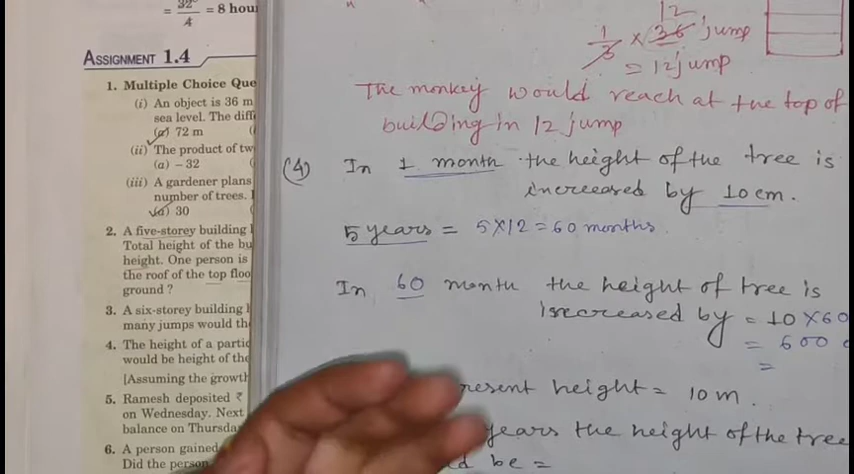 = 32/4 = 8 hou
ASSIGNMENT 1.4
1. Multiple Choice Que
(i) An object is 36 m
sea level. The diff
(a) 72 m
(ii) The product of tw
(a) – 32
(iii) A gardener plans
number of trees.
(a) 30
2. A five-storey building
Total height of the bu
height. One person is
the roof of the top floo
ground ?
3. A six-storey building
many jumps would th
4. The height of a partic
would be height of the
[Assuming the growth
5. Ramesh deposited ₹
on Wednesday. Next
balance on Thursda
6. A person gained
Did the person
12
1/3 × 36 jump
= 12 jump
The monkey would reach at the top of
building in 12 jump
(4) In 1 month the height of the tree is
increeased by 10 cm.
5 years = 5×12 = 60 months.
In 60 month the height of tree is
increased by = 10×60
= 600
=
resent height = 10 m.
years the height of the tree
be =